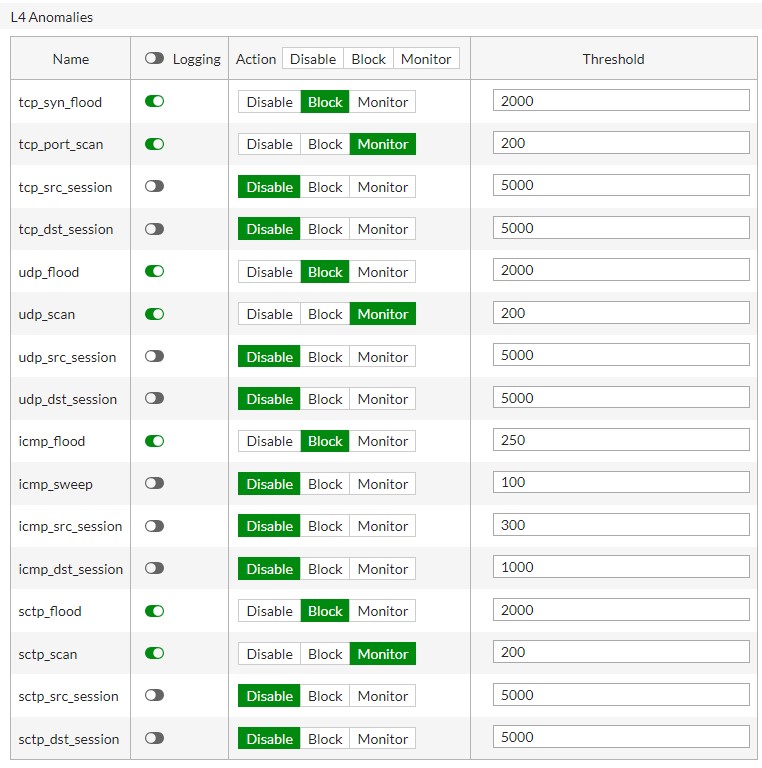 L4 Anomalies
Name Logging Action Disable Block Monitor Threshold
tcp_syn_flood Disable Block Monitor 2000
tcp_port_scan Disable Block Monitor 200
tcp_src_session Disable Block Monitor 5000
tcp_dst_session Disable Block Monitor 5000
udp_flood Disable Block Monitor 2000
udp_scan Disable Block Monitor 200
udp_src_session Disable Block Monitor 5000
udp_dst_session Disable Block Monitor 5000
icmp_flood Disable Block Monitor 250
icmp_sweep Disable Block Monitor 100
icmp_src_session Disable Block Monitor 300
icmp_dst_session Disable Block Monitor 1000
sctp_flood Disable Block Monitor 2000
sctp_scan Disable Block Monitor 200
sctp_src_session Disable Block Monitor 5000
sctp_dst_session Disable Block Monitor 5000